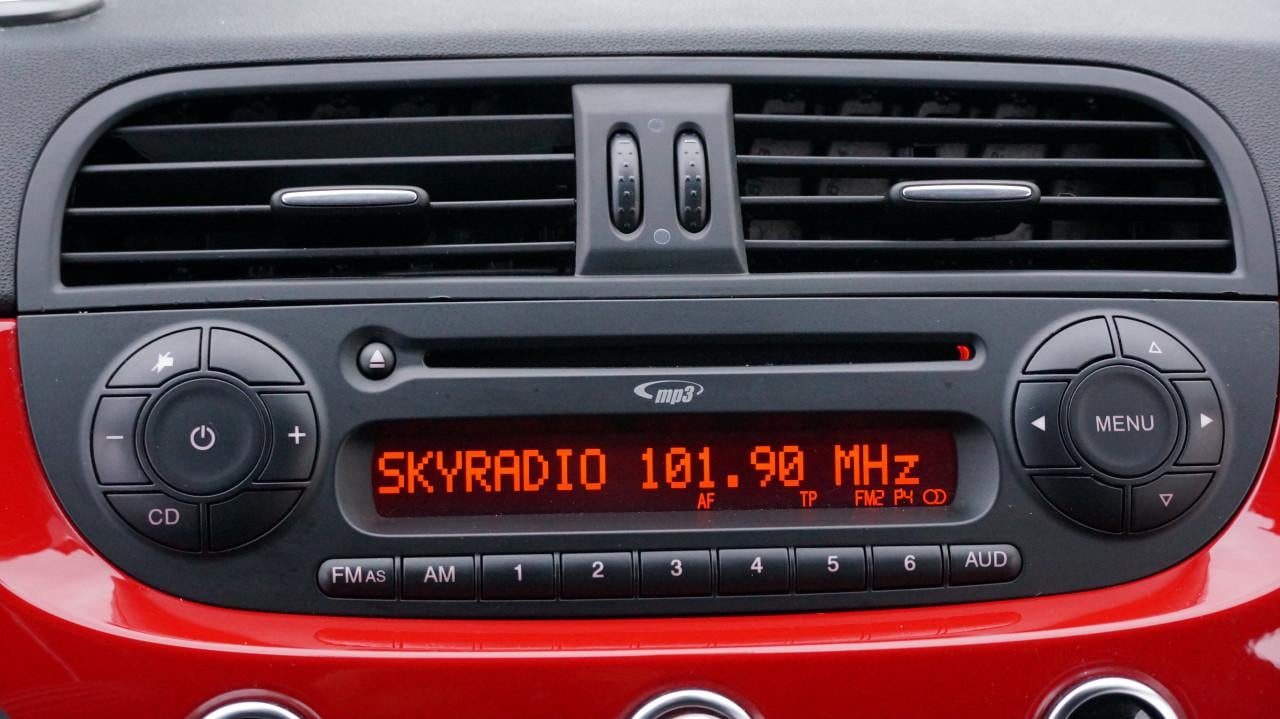 mp3
SKYRADIO 101.90 MHz
AF TP FM2 P4
MENU
CD
FM AS AM 1 2 3 4 5 6 AUD